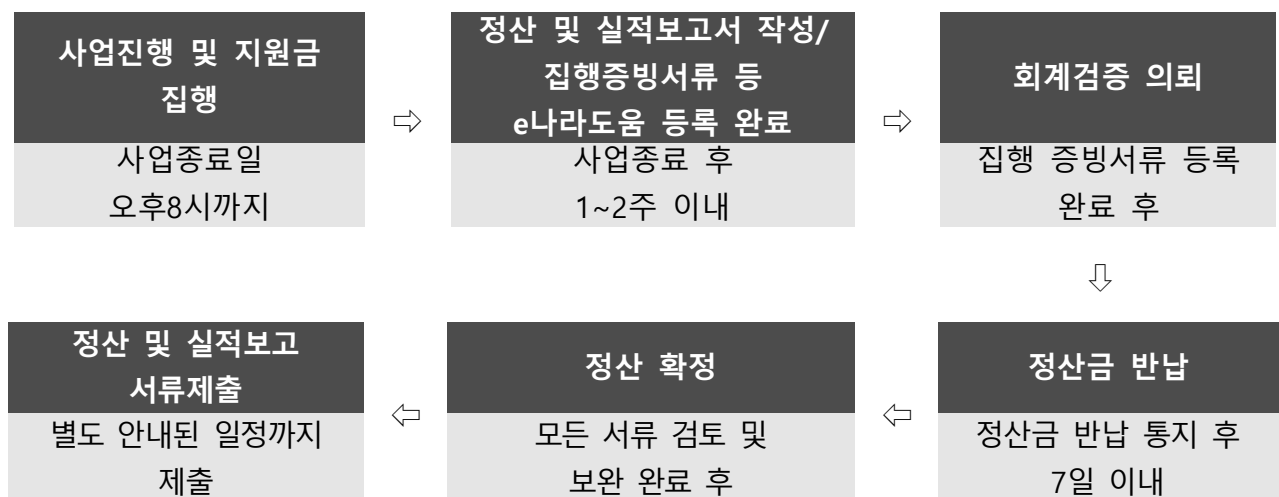 사업진행 및 지원금
집행
사업종료일
오후8시까지
⇨
정산 및 실적보고서 작성/
집행증빙서류 등
e나라도움 등록 완료
사업종료 후
1~2주 이내
⇨
회계검증 의뢰
집행 증빙서류 등록
완료 후
⇩
정산금 반납
정산금 반납 통지 후
7일 이내
⇦
정산 확정
모든 서류 검토 및
보완 완료 후
⇦
정산 및 실적보고
서류제출
별도 안내된 일정까지
제출